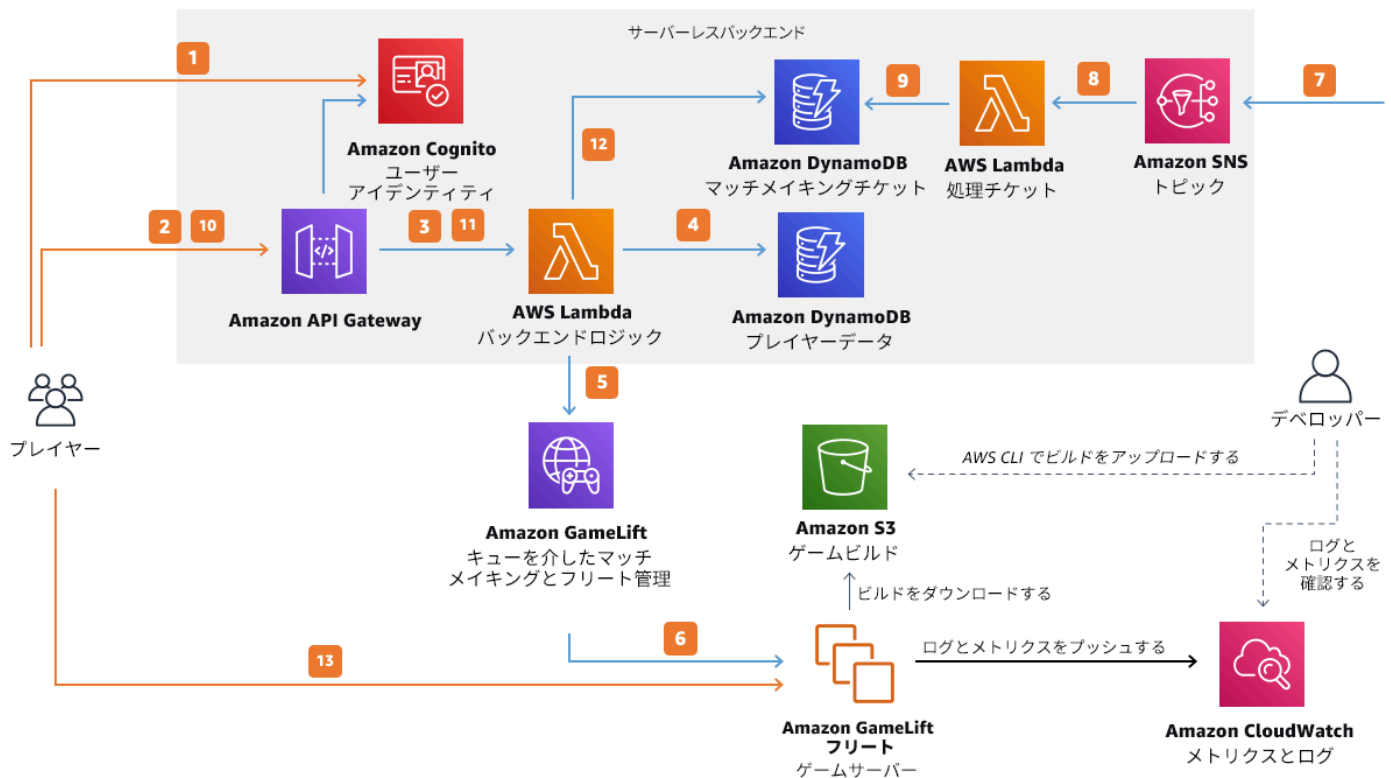 サーバーレスバックエンド
1
Amazon Cognito
ユーザー
アイデンティティ
12
Amazon DynamoDB
マッチメイキングチケット
9
AWS Lambda
処理チケット
8
Amazon SNS
トピック
7
2
10
Amazon API Gateway
3
11
AWS Lambda
バックエンドロジック
4
Amazon DynamoDB
プレイヤーデータ
プレイヤー
5
デベロッパー
AWS CLI でビルドをアップロードする
Amazon GameLift
キューを介したマッチ
メイキングとフリート管理
Amazon S3
ゲームビルド
ログと
メトリクスを
確認する
ビルドをダウンロードする
6
13
ログとメトリクスをプッシュする
Amazon GameLift
フリート
ゲームサーバー
Amazon CloudWatch
メトリクスとログ